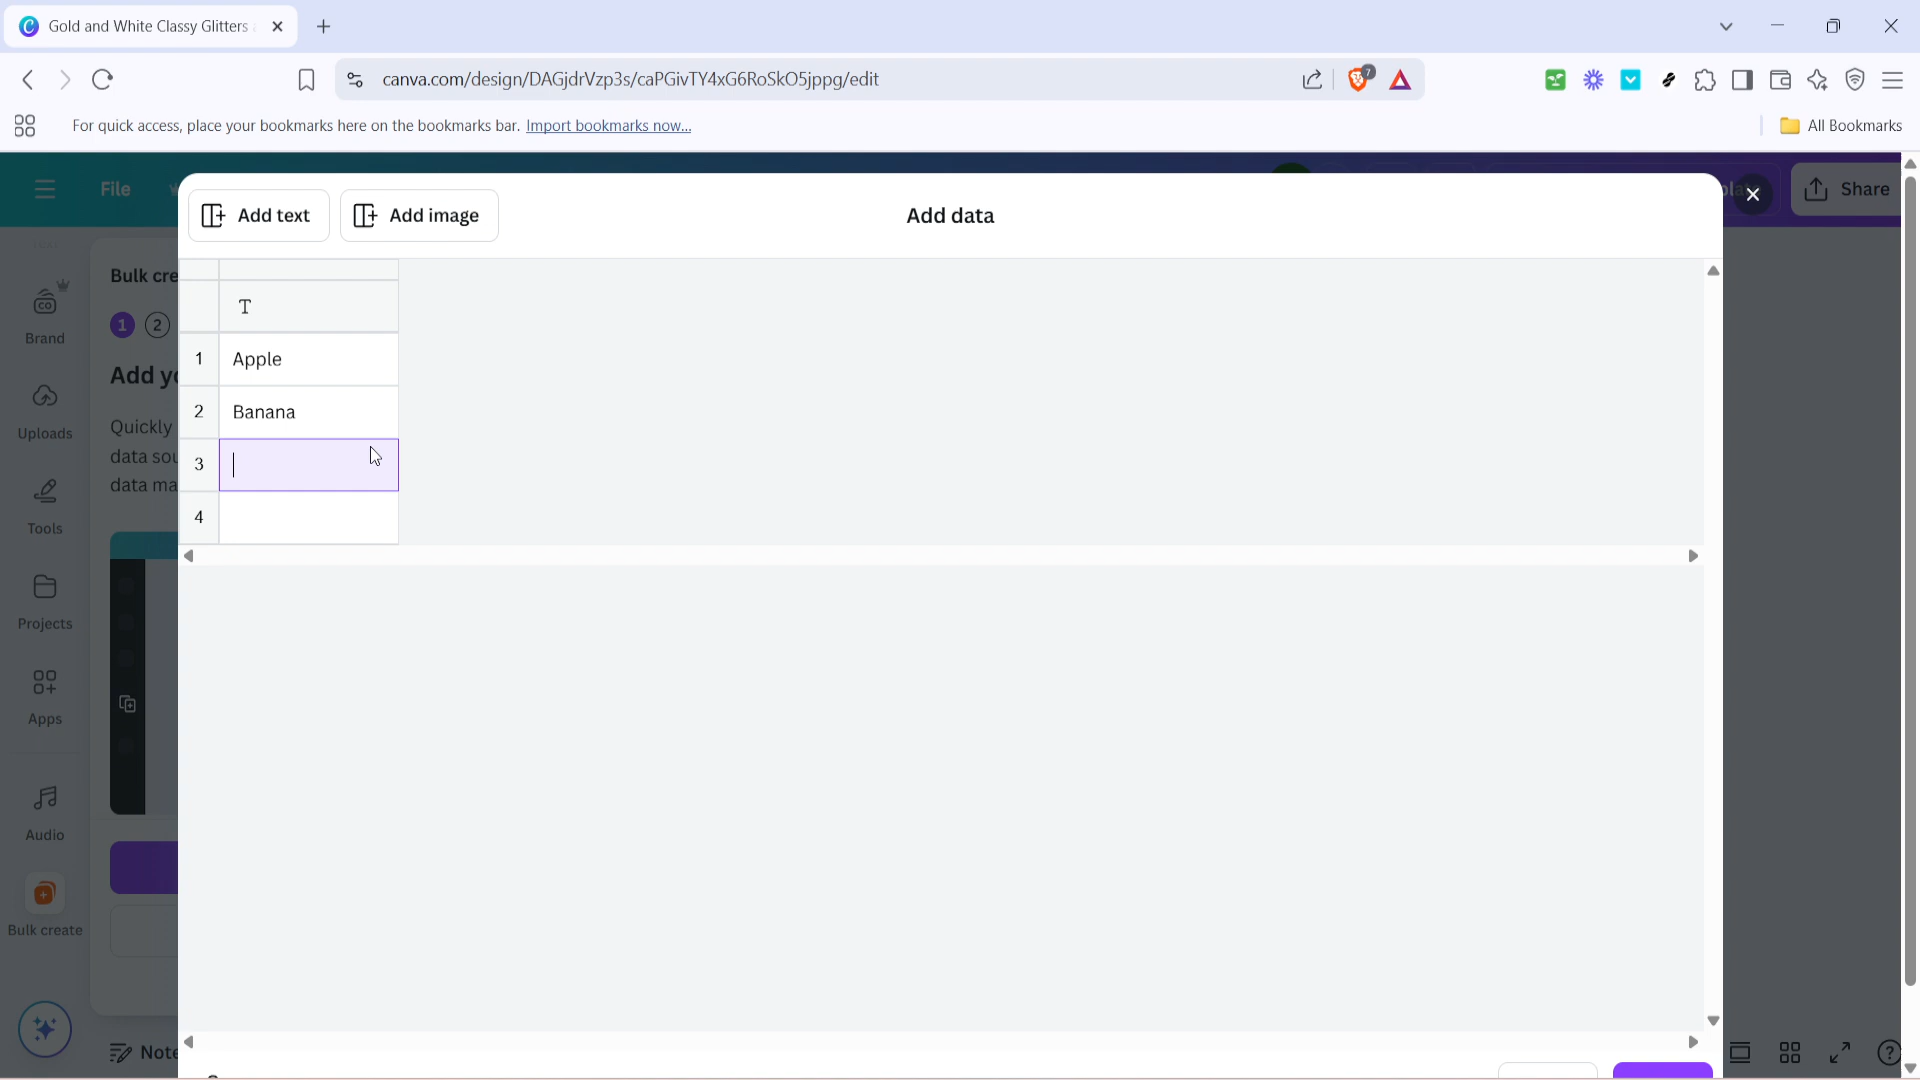 Gold and White Classy Glitters
canva.com/design/DAGjdrVzp3s/caPGivTY4xG6RoSkO5jppg/edit
7
For quick access, place your bookmarks here on the bookmarks bar. Import bookmarks now...
All Bookmarks
File
Share
Add text
Add image
Add data
Brand
Uploads
Tools
Projects
Apps
Audio
Bulk create
Bulk cre
1 2
Add yo
Quickly
data sou
data ma
T
1 Apple
2 Banana
3
4
Note
?